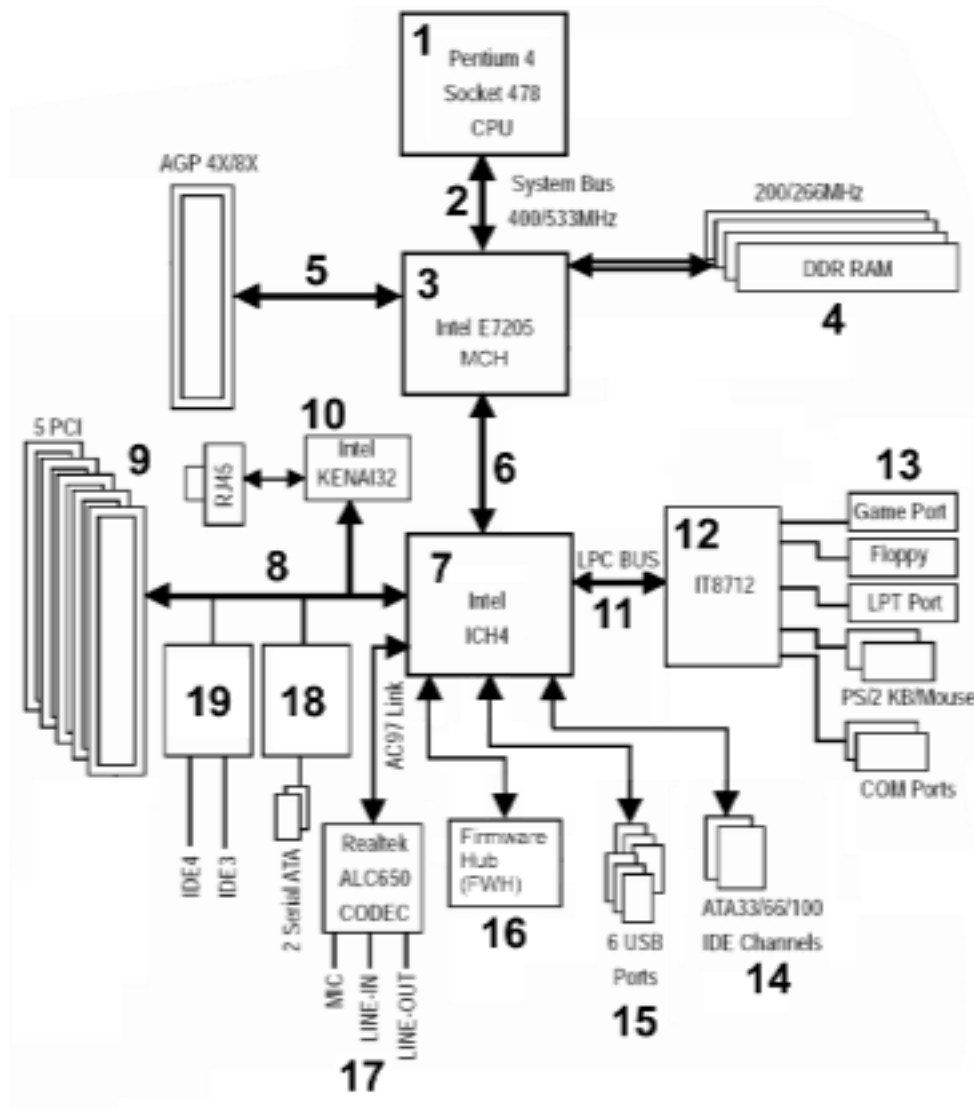 1
Pentium 4
Socket 478
CPU
AGP 4X/8X
2
System Bus
400/533MHz
200/266MHz
DDR RAM
4
5
3
Intel E7205
MCH
5 PCI
9
10
Intel
KENAI32
RJ45
6
13
Game Port
Floppy
LPT Port
PS/2 KB/Mouse
COM Ports
12
IT8712
LPC BUS
11
7
Intel
ICH4
8
19
18
AC97 Link
IDE4
IDE3
2 Serial ATA
Realtek
ALC650
CODEC
MIC
LINE-IN
LINE-OUT
17
Firmware
Hub
(FWH)
16
6 USB
Ports
15
ATA33/66/100
IDE Channels
14